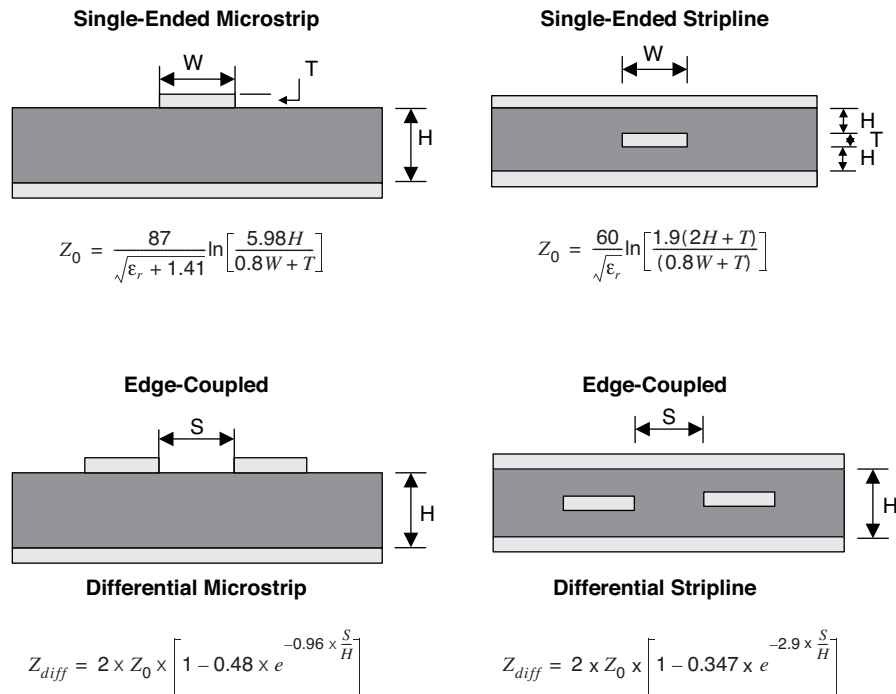 Single-Ended Microstrip
W
T
H
Z₀ = 87 / √(εᵣ + 1.41) ln[5.98H / (0.8W + T)]
Single-Ended Stripline
W
H
T
H
Z₀ = 60 / √εᵣ ln[1.9(2H + T) / (0.8W + T)]
Edge-Coupled
S
H
Differential Microstrip
Z_diff = 2 × Z₀ × [1 – 0.48 × e^(–0.96 × S/H)]
Edge-Coupled
S
H
Differential Stripline
Z_diff = 2 x Z₀ x [1 – 0.347 x e^(–2.9 × S/H)]